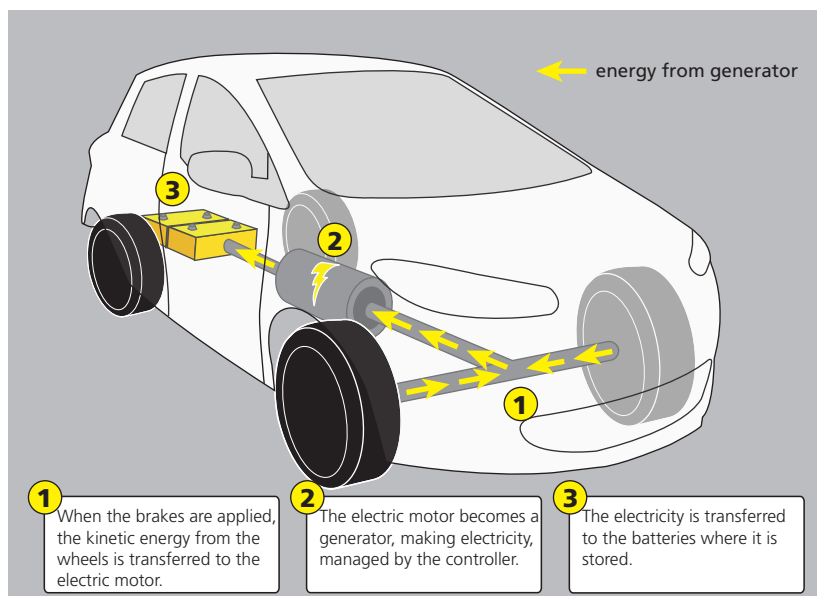 energy from generator
3
2
1
1
When the brakes are applied,
the kinetic energy from the
wheels is transferred to the
electric motor.
2
The electric motor becomes a
generator, making electricity,
managed by the controller.
3
The electricity is transferred
to the batteries where it is
stored.